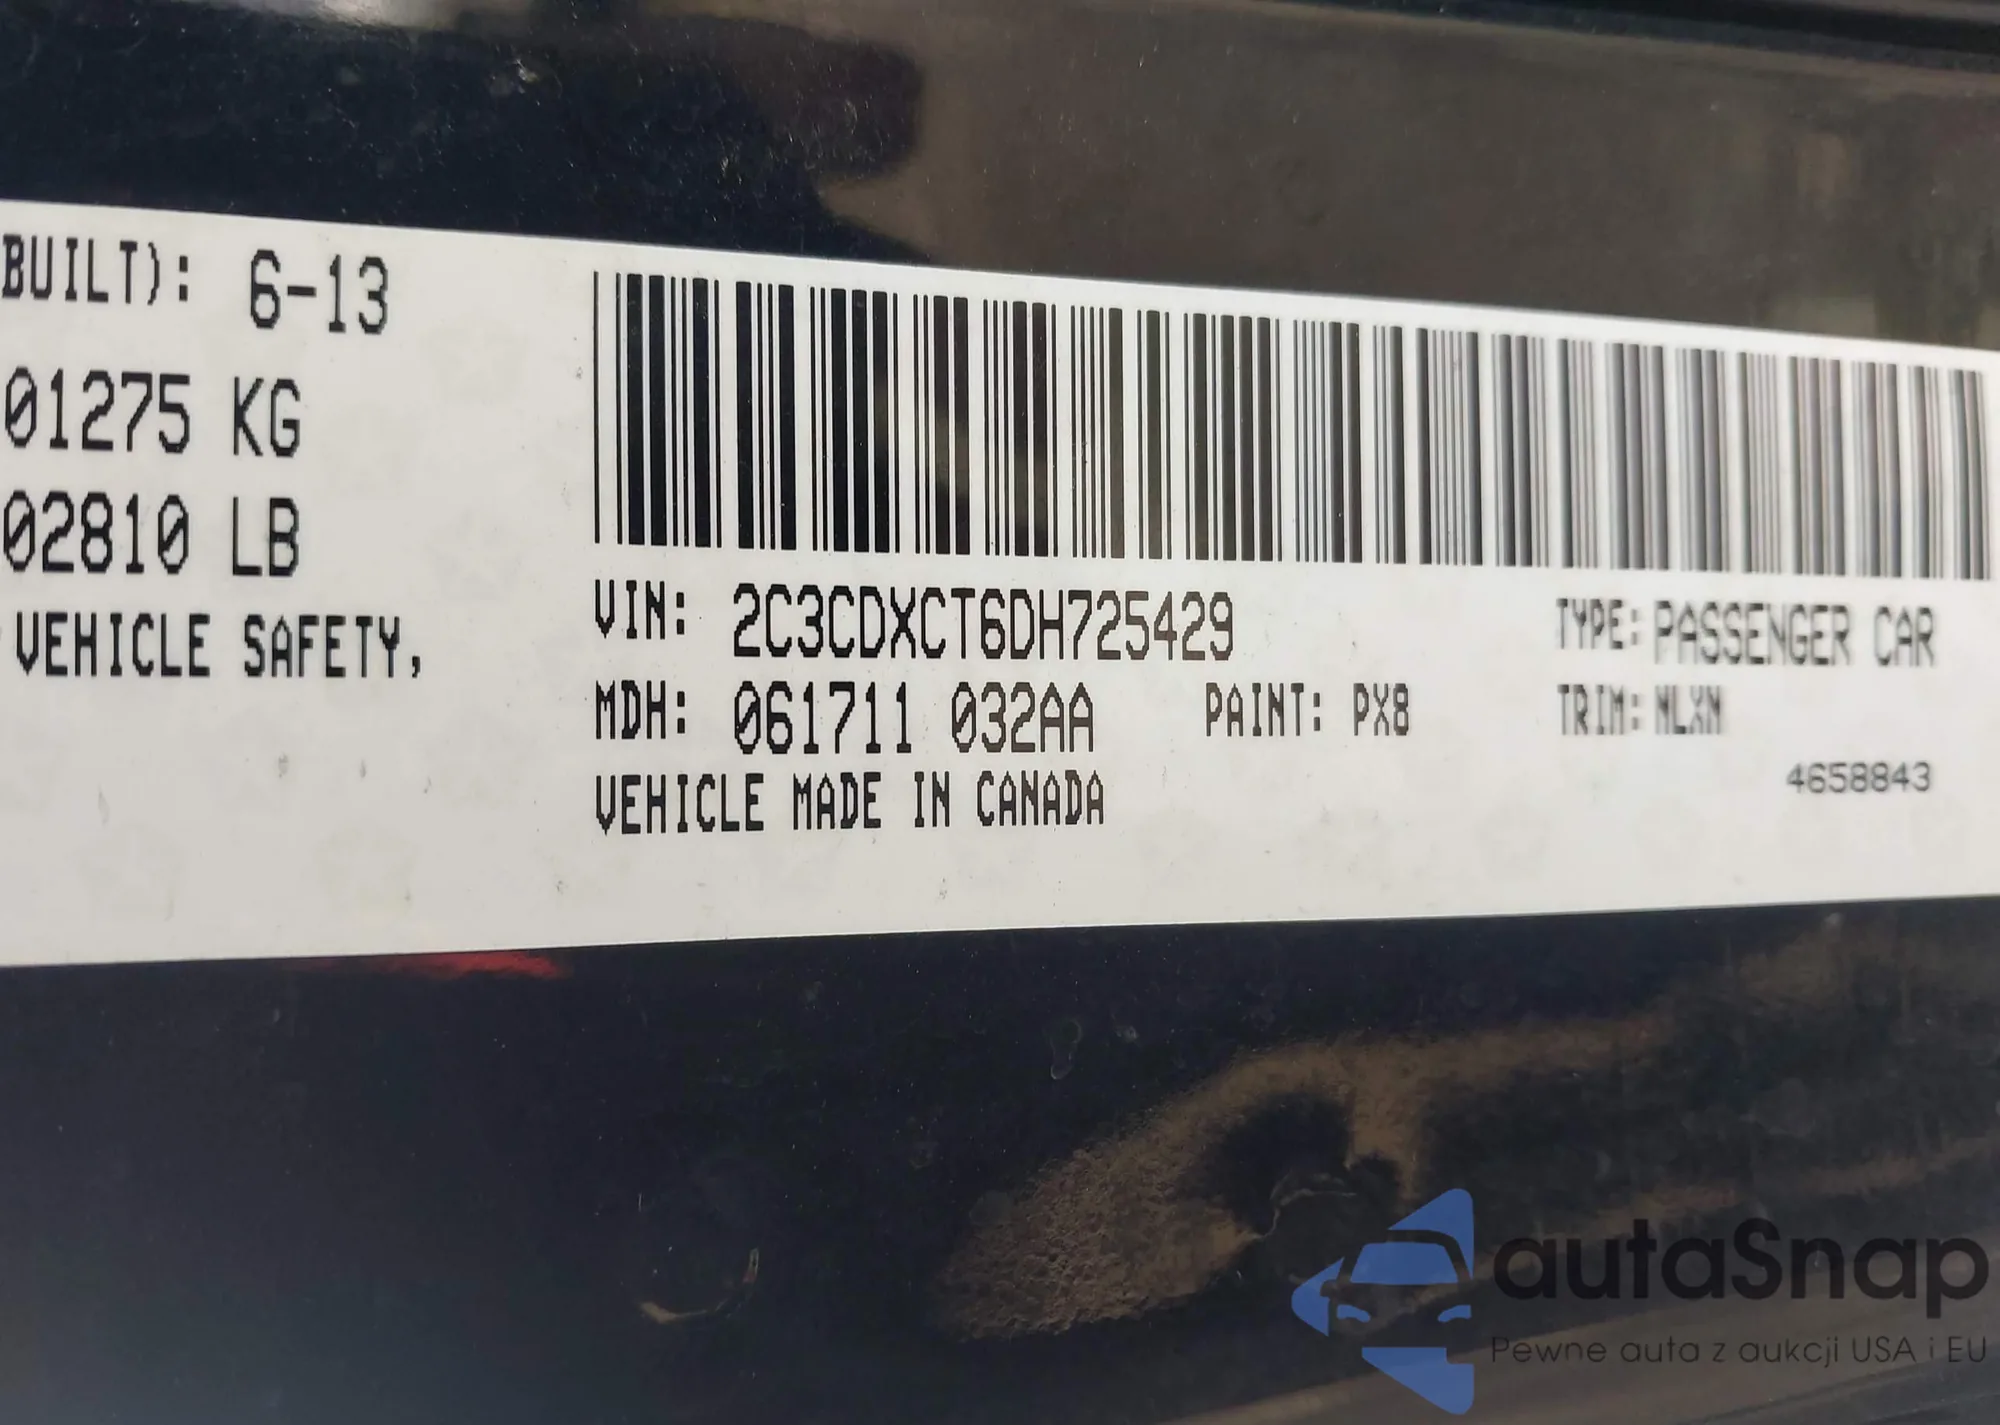 BUILT): 6-13
01275 KG
02810 LB
VEHICLE SAFETY,
VIN: 2C3CDXCT6DH725429 TYPE: PASSENGER CAR
MDH: 061711 032AA PAINT: PX8 TRIM: NLXN
VEHICLE MADE IN CANADA 4658843
autaSnap
Pewne auta z aukcji USA i EU